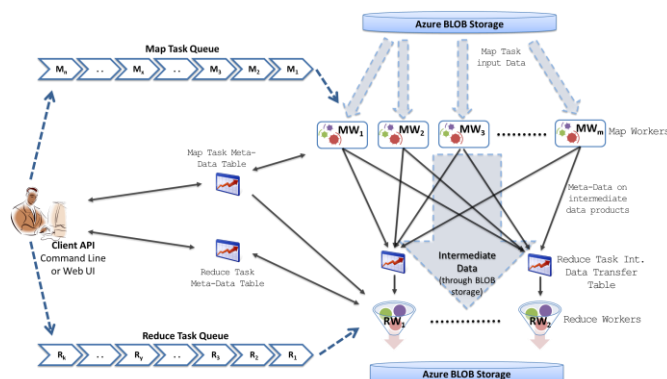 Azure BLOB Storage
Map Task Queue
Mₙ . . Mₓ . . M₃ M₂ M₁
Map Task
input Data
MW₁ MW₂ MW₃ MWₘ Map Workers
Map Task Meta-
Data Table
Meta-Data on
intermediate
data products
Client API
Command Line
or Web UI
Reduce Task
Meta-Data Table
Intermediate
Data
(through BLOB
storage)
Reduce Task Int.
Data Transfer
Table
RW₁ RW₂ Reduce Workers
Reduce Task Queue
Rₖ . . Rᵧ . . R₃ R₂ R₁
Azure BLOB Storage